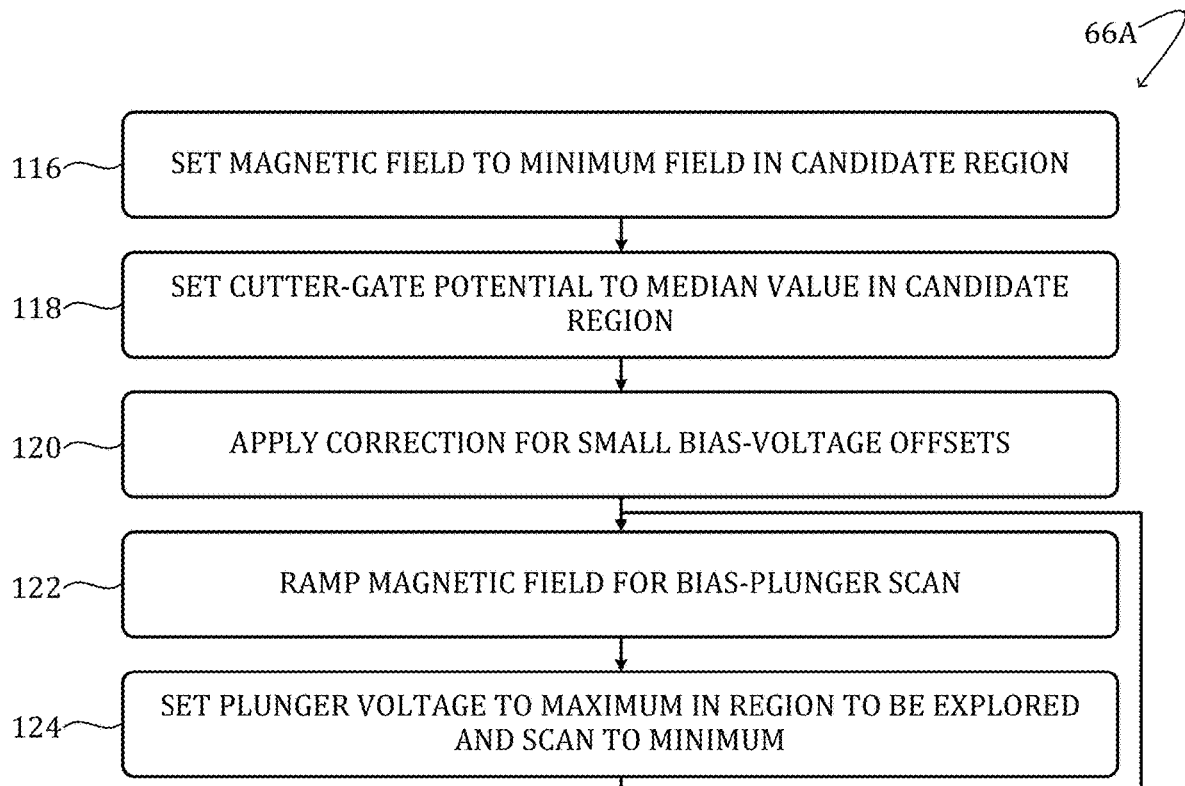 66A
116
SET MAGNETIC FIELD TO MINIMUM FIELD IN CANDIDATE REGION
118
SET CUTTER-GATE POTENTIAL TO MEDIAN VALUE IN CANDIDATE
REGION
120
APPLY CORRECTION FOR SMALL BIAS-VOLTAGE OFFSETS
122
RAMP MAGNETIC FIELD FOR BIAS-PLUNGER SCAN
124
SET PLUNGER VOLTAGE TO MAXIMUM IN REGION TO BE EXPLORED
AND SCAN TO MINIMUM